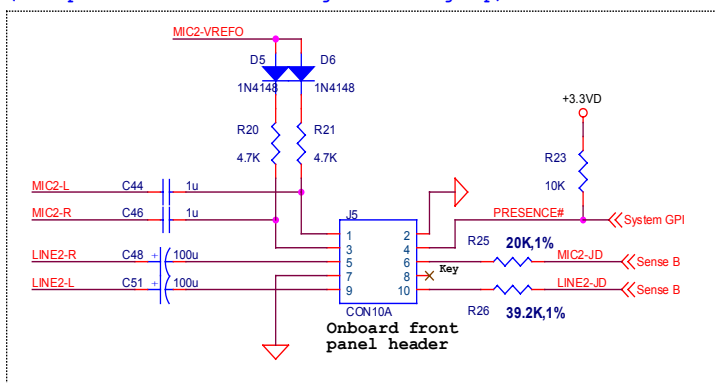 MIC2-VREFO
D5 D6
1N4148 1N4148
+3.3VD
R20 R21
4.7K 4.7K
R23
10K
MIC2-L C44 1u
MIC2-R C46 1u
J5
PRESENCE# System GPI
1 2
3 4
R25 20K,1%
LINE2-R C48 + 100u 5 6 MIC2-JD Sense B
7 8 Key
LINE2-L C51 + 100u 9 10 LINE2-JD Sense B
CON10A R26 39.2K,1%
Onboard front
panel header